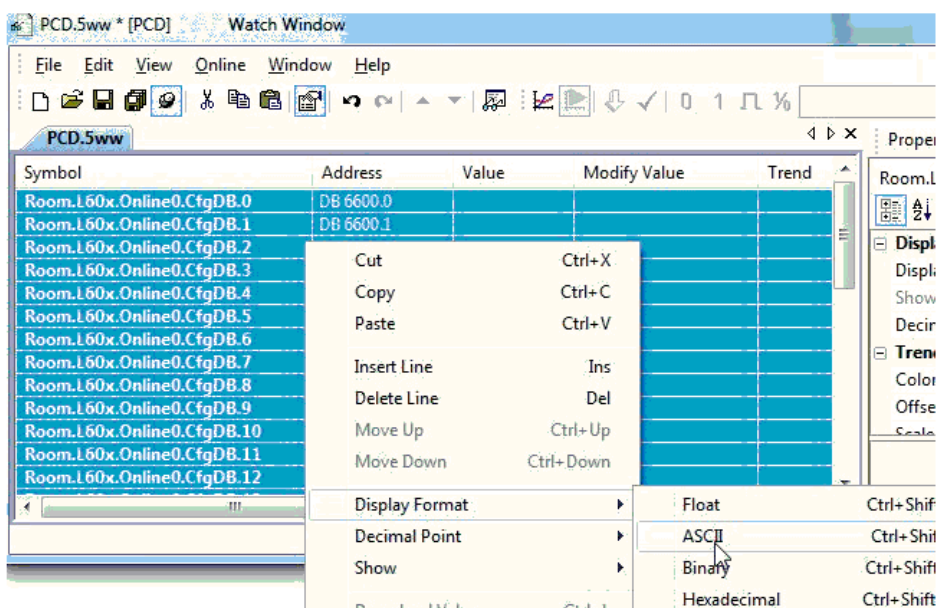 PCD.5ww * [PCD] Watch Window
File Edit View Online Window Help
0 1
PCD.5ww
Symbol Address Value Modify Value Trend
Room.L60x.Online0.CfgDB.0 DB 6600.0
Room.L60x.Online0.CfgDB.1 DB 6600.1
Room.L60x.Online0.CfgDB.2
Room.L60x.Online0.CfgDB.3
Room.L60x.Online0.CfgDB.4
Room.L60x.Online0.CfgDB.5
Room.L60x.Online0.CfgDB.6
Room.L60x.Online0.CfgDB.7
Room.L60x.Online0.CfgDB.8
Room.L60x.Online0.CfgDB.9
Room.L60x.Online0.CfgDB.10
Room.L60x.Online0.CfgDB.11
Room.L60x.Online0.CfgDB.12
Cut Ctrl+X
Copy Ctrl+C
Paste Ctrl+V
Insert Line Ins
Delete Line Del
Move Up Ctrl+Up
Move Down Ctrl+Down
Display Format
Decimal Point
Show
Float Ctrl+Shif
ASCII Ctrl+Shif
Binary Ctrl+Shift
Hexadecimal Ctrl+Shift
Prope
Room.L
Displ
Displa
Show
Decir
Tren
Color
Offse
Scale